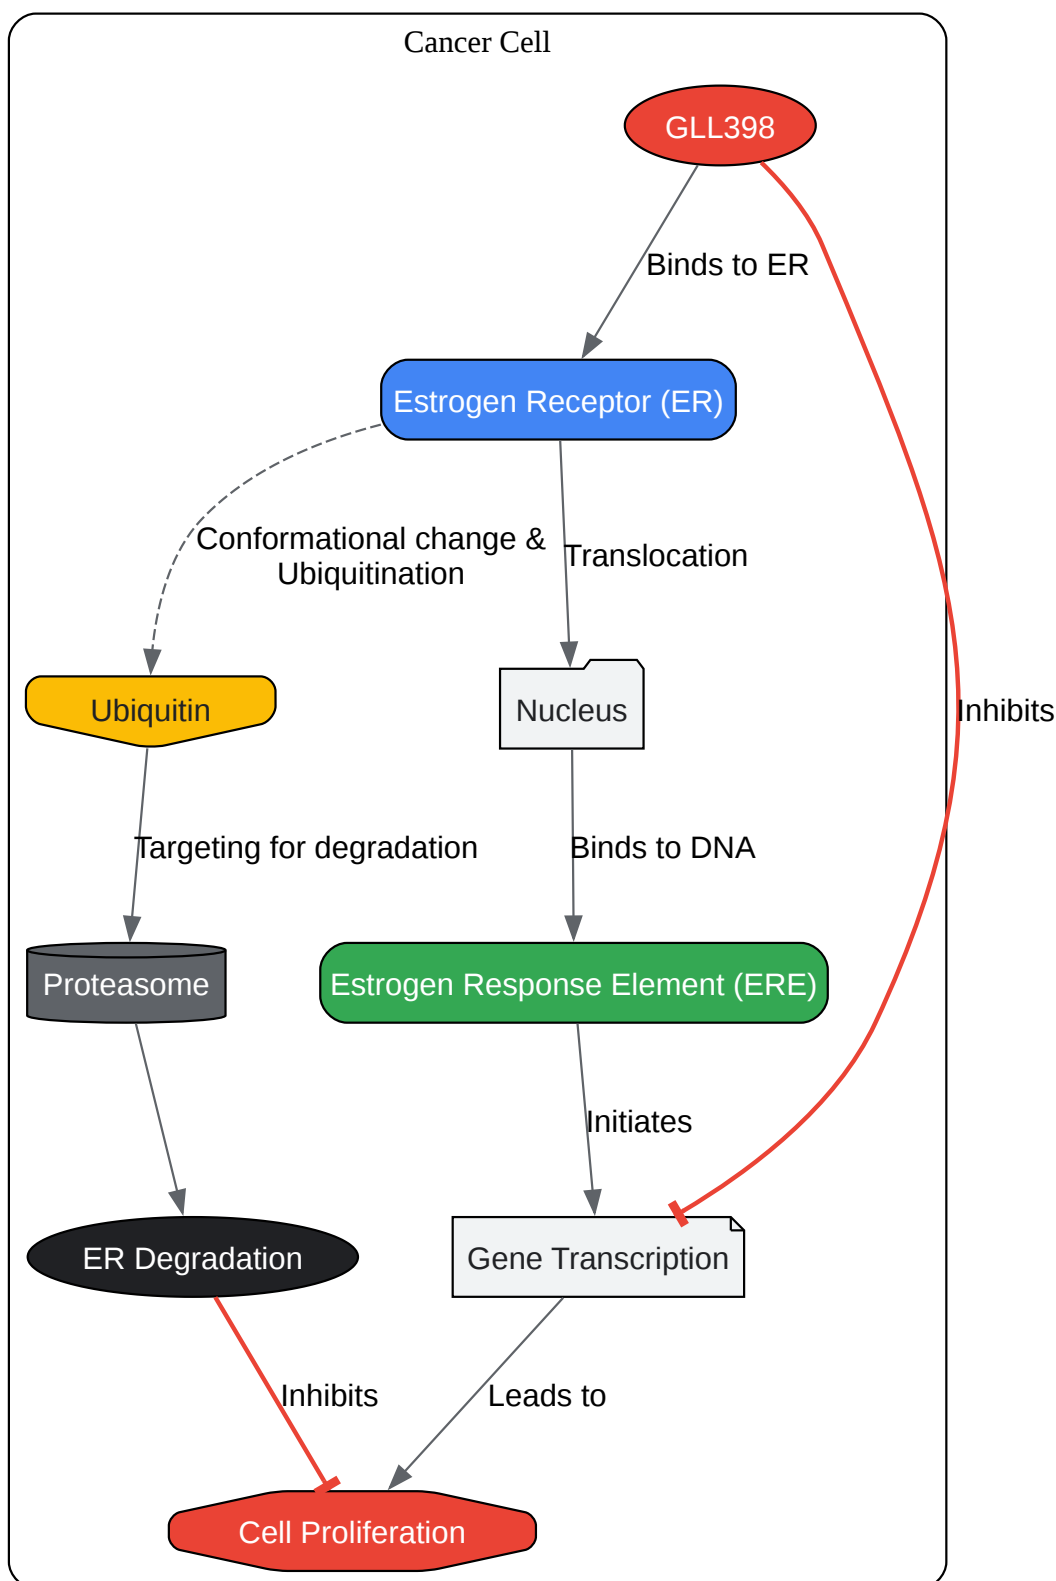 Cancer Cell
GLL398
Binds to ER
Estrogen Receptor (ER)
Conformational change &
Ubiquitination
Translocation
Ubiquitin
Nucleus
Inhibits
Targeting for degradation
Binds to DNA
Proteasome
Estrogen Response Element (ERE)
Initiates
ER Degradation
Gene Transcription
Inhibits
Leads to
Cell Proliferation